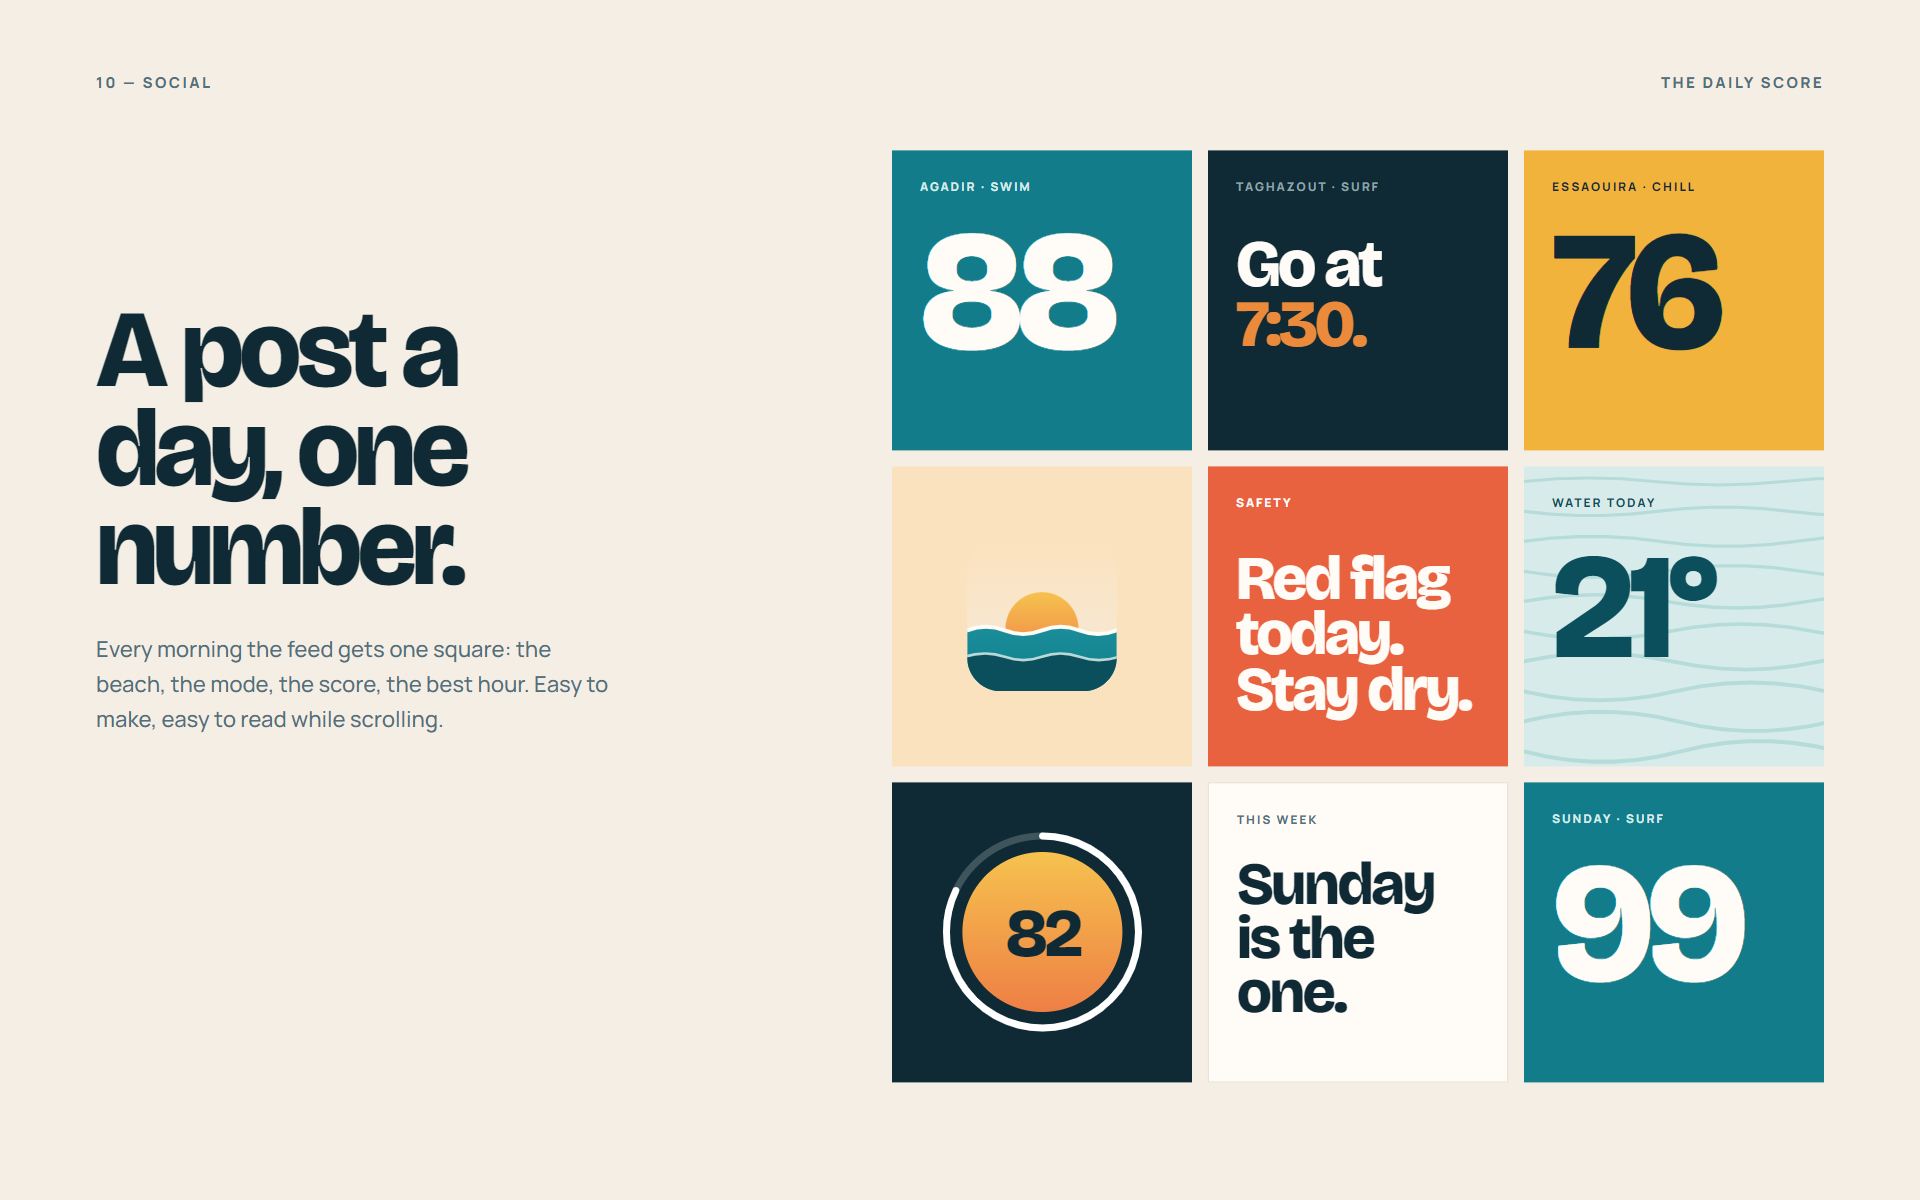 10 — SOCIAL
THE DAILY SCORE
A post a
day, one
number.
Every morning the feed gets one square: the
beach, the mode, the score, the best hour. Easy to
make, easy to read while scrolling.
AGADIR · SWIM
88
TAGHAZOUT · SURF
Go at
7:30.
ESSAOUIRA · CHILL
76
SAFETY
Red flag
today.
Stay dry.
WATER TODAY
21°
82
THIS WEEK
Sunday
is the
one.
SUNDAY · SURF
99